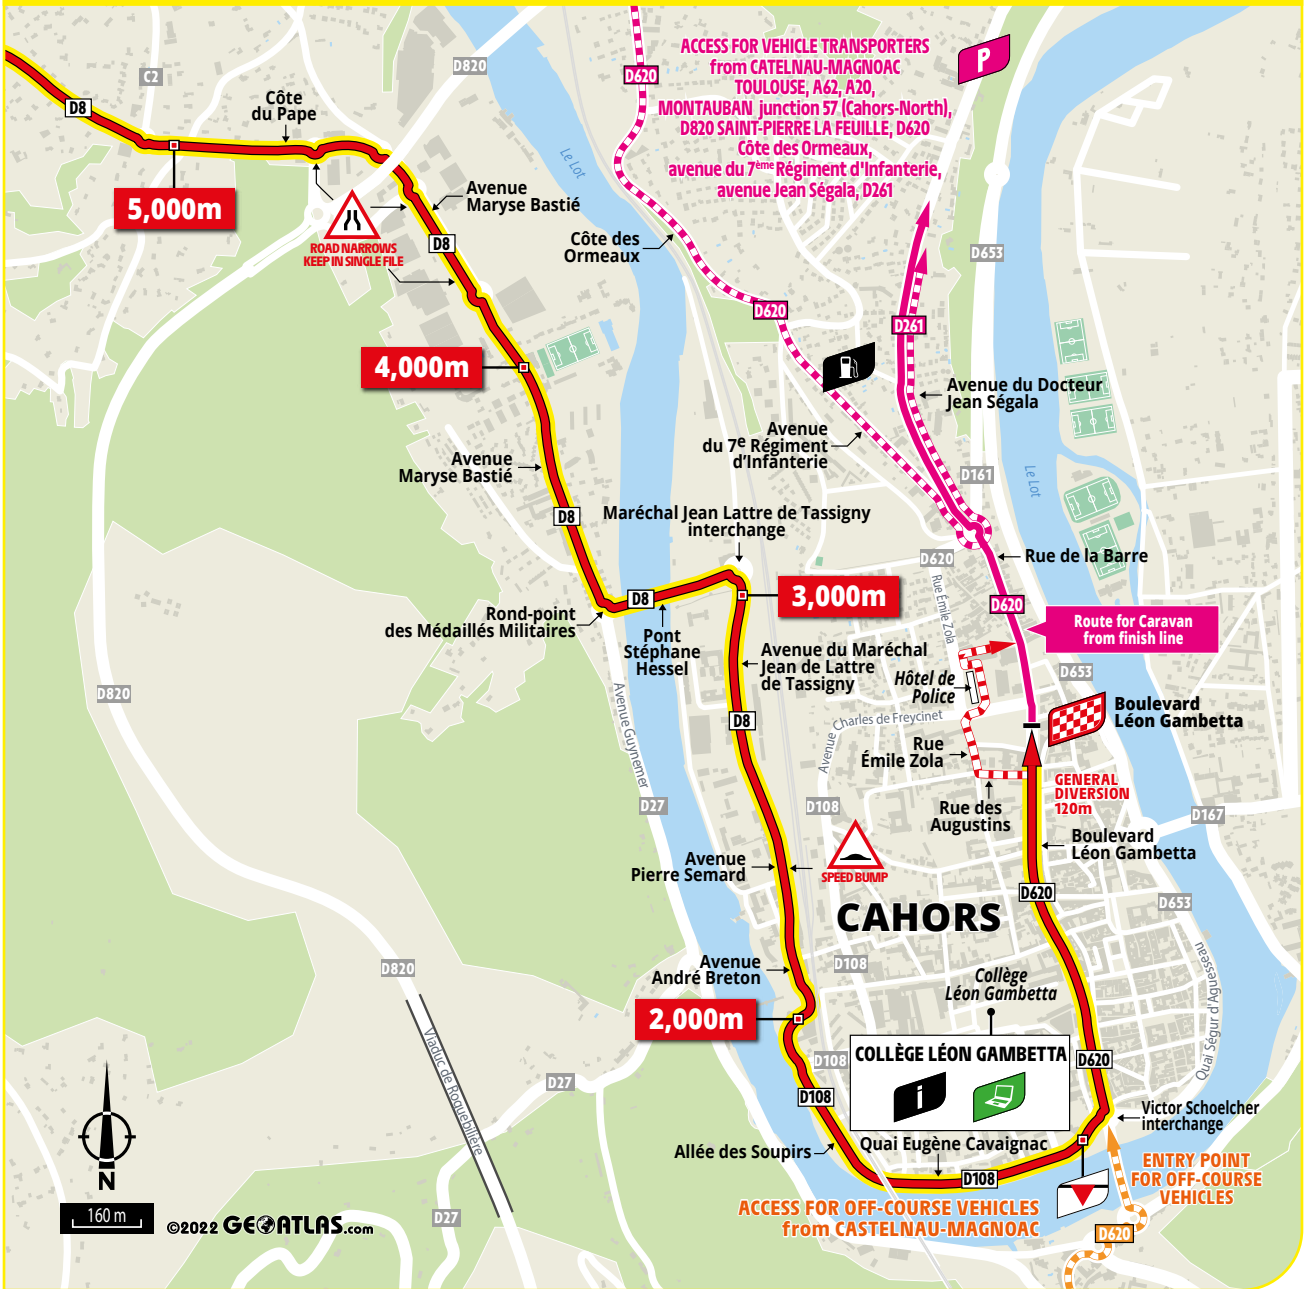 ACCESS FOR VEHICLE TRANSPORTERS
from CATELNAU-MAGNOAC
TOULOUSE, A62, A20,
MONTAUBAN junction 57 (Cahors-North),
D820 SAINT-PIERRE LA FEUILLE, D620
Côte des Ormeaux,
avenue du 7ème Régiment d'Infanterie,
avenue Jean Ségala, D261
P
D620
D820
C2
D8
Côte
du Pape
Le Lot
5,000m
ROAD NARROWS
KEEP IN SINGLE FILE
Avenue
Maryse Bastié
D8
Côte des
Ormeaux
D653
D620
D261
4,000m
Avenue du Docteur
Jean Ségala
Avenue
du 7e Régiment
d'Infanterie
Avenue
Maryse Bastié
D161
Le Lot
D8
Maréchal Jean Lattre de Tassigny
interchange
D620
Rue de la Barre
Rue Émile Zola
D8
3,000m
D620
Rond-point
des Médaillés Militaires
Pont
Stéphane
Hessel
Route for Caravan
from finish line
Avenue du Maréchal
Jean de Lattre
de Tassigny
Hôtel de
Police
D653
D820
Avenue Guynemer
D8
Avenue Charles de Freycinet
Boulevard
Léon Gambetta
Rue
Émile Zola
GENERAL
DIVERSION
120m
D27
D108
Rue des
Augustins
D167
Boulevard
Léon Gambetta
Avenue
Pierre Semard
SPEED BUMP
D620
CAHORS
D653
D820
Avenue
André Breton
D108
Collège
Léon Gambetta
Quai Ségur d'Aguesseau
2,000m
Viaduc de Roquebillière
COLLÈGE LÉON GAMBETTA
i
D108
D620
D27
D108
Victor Schoelcher
interchange
Allée des Soupirs
Quai Eugène Cavaignac
D108
ENTRY POINT
FOR OFF-COURSE
VEHICLES
ACCESS FOR OFF-COURSE VEHICLES
from CASTELNAU-MAGNOAC
D620
D27
N
160 m
©2022 GEOATLAS.com